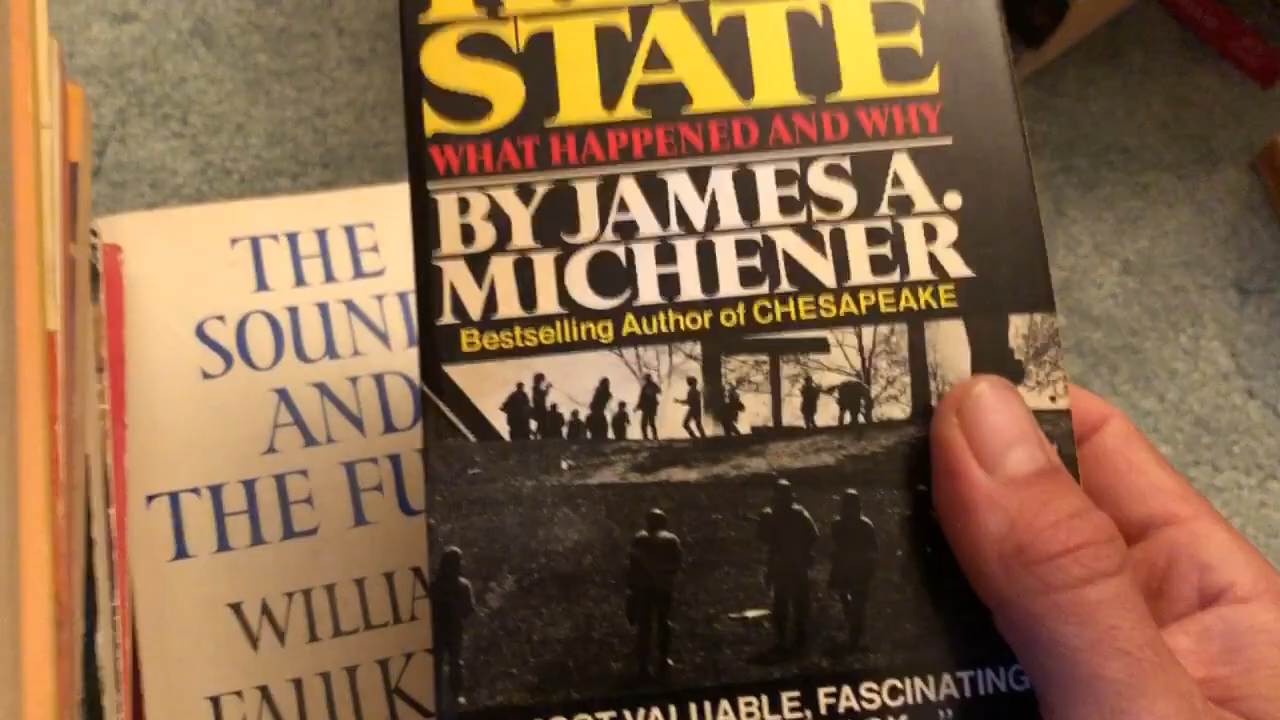 STATE
WHAT HAPPENED AND WHY
BY JAMES A.
MICHENER
Bestselling Author of CHESAPEAKE
VALUABLE, FASCINATING
THE
SOUN
AND
THE FU
WILLIA
FAULK